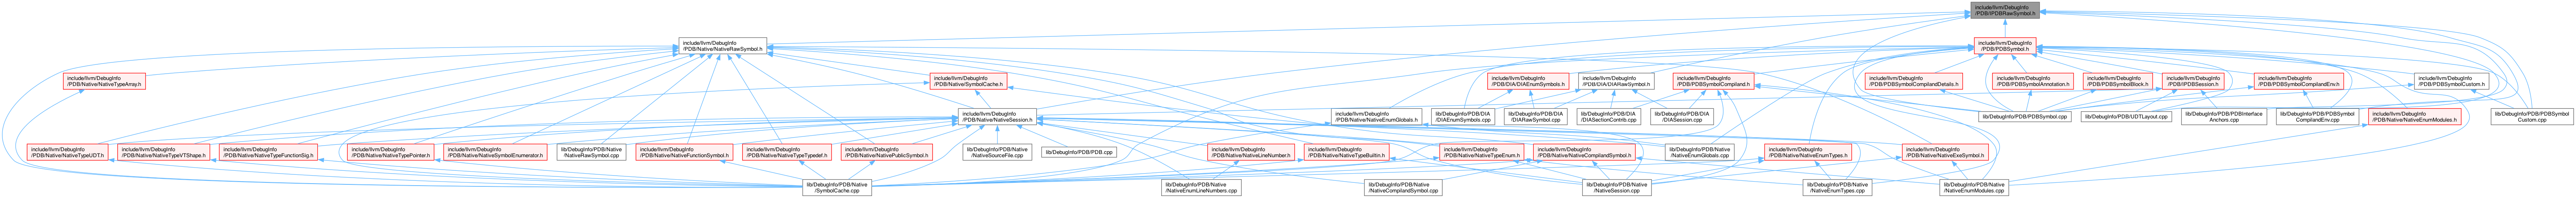 include/llvm/DebugInfo
/PDB/IPDBRawSymbol.h
include/llvm/DebugInfo
/PDB/Native/NativeRawSymbol.h
include/llvm/DebugInfo
/PDB/PDBSymbol.h
include/llvm/DebugInfo
/PDB/Native/NativeTypeArray.h
include/llvm/DebugInfo
/PDB/Native/SymbolCache.h
include/llvm/DebugInfo
/PDB/DIA/DIAEnumSymbols.h
include/llvm/DebugInfo
/PDB/DIA/DIARawSymbol.h
include/llvm/DebugInfo
/PDB/PDBSymbolCompiland.h
include/llvm/DebugInfo
/PDB/PDBSymbolCompilandDetails.h
include/llvm/DebugInfo
/PDB/PDBSymbolAnnotation.h
include/llvm/DebugInfo
/PDB/PDBSymbolBlock.h
include/llvm/DebugInfo
/PDB/IPDBSession.h
include/llvm/DebugInfo
/PDB/PDBSymbolCompilandEnv.h
include/llvm/DebugInfo
/PDB/PDBSymbolCustom.h
include/llvm/DebugInfo
/PDB/Native/NativeSession.h
include/llvm/DebugInfo
/PDB/Native/NativeEnumGlobals.h
lib/DebugInfo/PDB/DIA
/DIAEnumSymbols.cpp
lib/DebugInfo/PDB/DIA
/DIARawSymbol.cpp
lib/DebugInfo/PDB/DIA
/DIASectionContrib.cpp
lib/DebugInfo/PDB/DIA
/DIASession.cpp
lib/DebugInfo/PDB/PDBSymbol.cpp
lib/DebugInfo/PDB/UDTLayout.cpp
lib/DebugInfo/PDB/PDBInterface
Anchors.cpp
lib/DebugInfo/PDB/PDBSymbol
CompilandEnv.cpp
include/llvm/DebugInfo
/PDB/Native/NativeEnumModules.h
lib/DebugInfo/PDB/PDBSymbol
Custom.cpp
include/llvm/DebugInfo
/PDB/Native/NativeTypeUDT.h
include/llvm/DebugInfo
/PDB/Native/NativeTypeVTShape.h
include/llvm/DebugInfo
/PDB/Native/NativeTypeFunctionSig.h
include/llvm/DebugInfo
/PDB/Native/NativeTypePointer.h
include/llvm/DebugInfo
/PDB/Native/NativeSymbolEnumerator.h
lib/DebugInfo/PDB/Native
/NativeRawSymbol.cpp
include/llvm/DebugInfo
/PDB/Native/NativeFunctionSymbol.h
include/llvm/DebugInfo
/PDB/Native/NativeTypeTypedef.h
include/llvm/DebugInfo
/PDB/Native/NativePublicSymbol.h
lib/DebugInfo/PDB/Native
/NativeSourceFile.cpp
lib/DebugInfo/PDB/PDB.cpp
include/llvm/DebugInfo
/PDB/Native/NativeLineNumber.h
include/llvm/DebugInfo
/PDB/Native/NativeTypeBuiltin.h
include/llvm/DebugInfo
/PDB/Native/NativeTypeEnum.h
include/llvm/DebugInfo
/PDB/Native/NativeCompilandSymbol.h
lib/DebugInfo/PDB/Native
/NativeEnumGlobals.cpp
include/llvm/DebugInfo
/PDB/Native/NativeEnumTypes.h
include/llvm/DebugInfo
/PDB/Native/NativeExeSymbol.h
lib/DebugInfo/PDB/Native
/SymbolCache.cpp
lib/DebugInfo/PDB/Native
/NativeEnumLineNumbers.cpp
lib/DebugInfo/PDB/Native
/NativeCompilandSymbol.cpp
lib/DebugInfo/PDB/Native
/NativeSession.cpp
lib/DebugInfo/PDB/Native
/NativeEnumTypes.cpp
lib/DebugInfo/PDB/Native
/NativeEnumModules.cpp